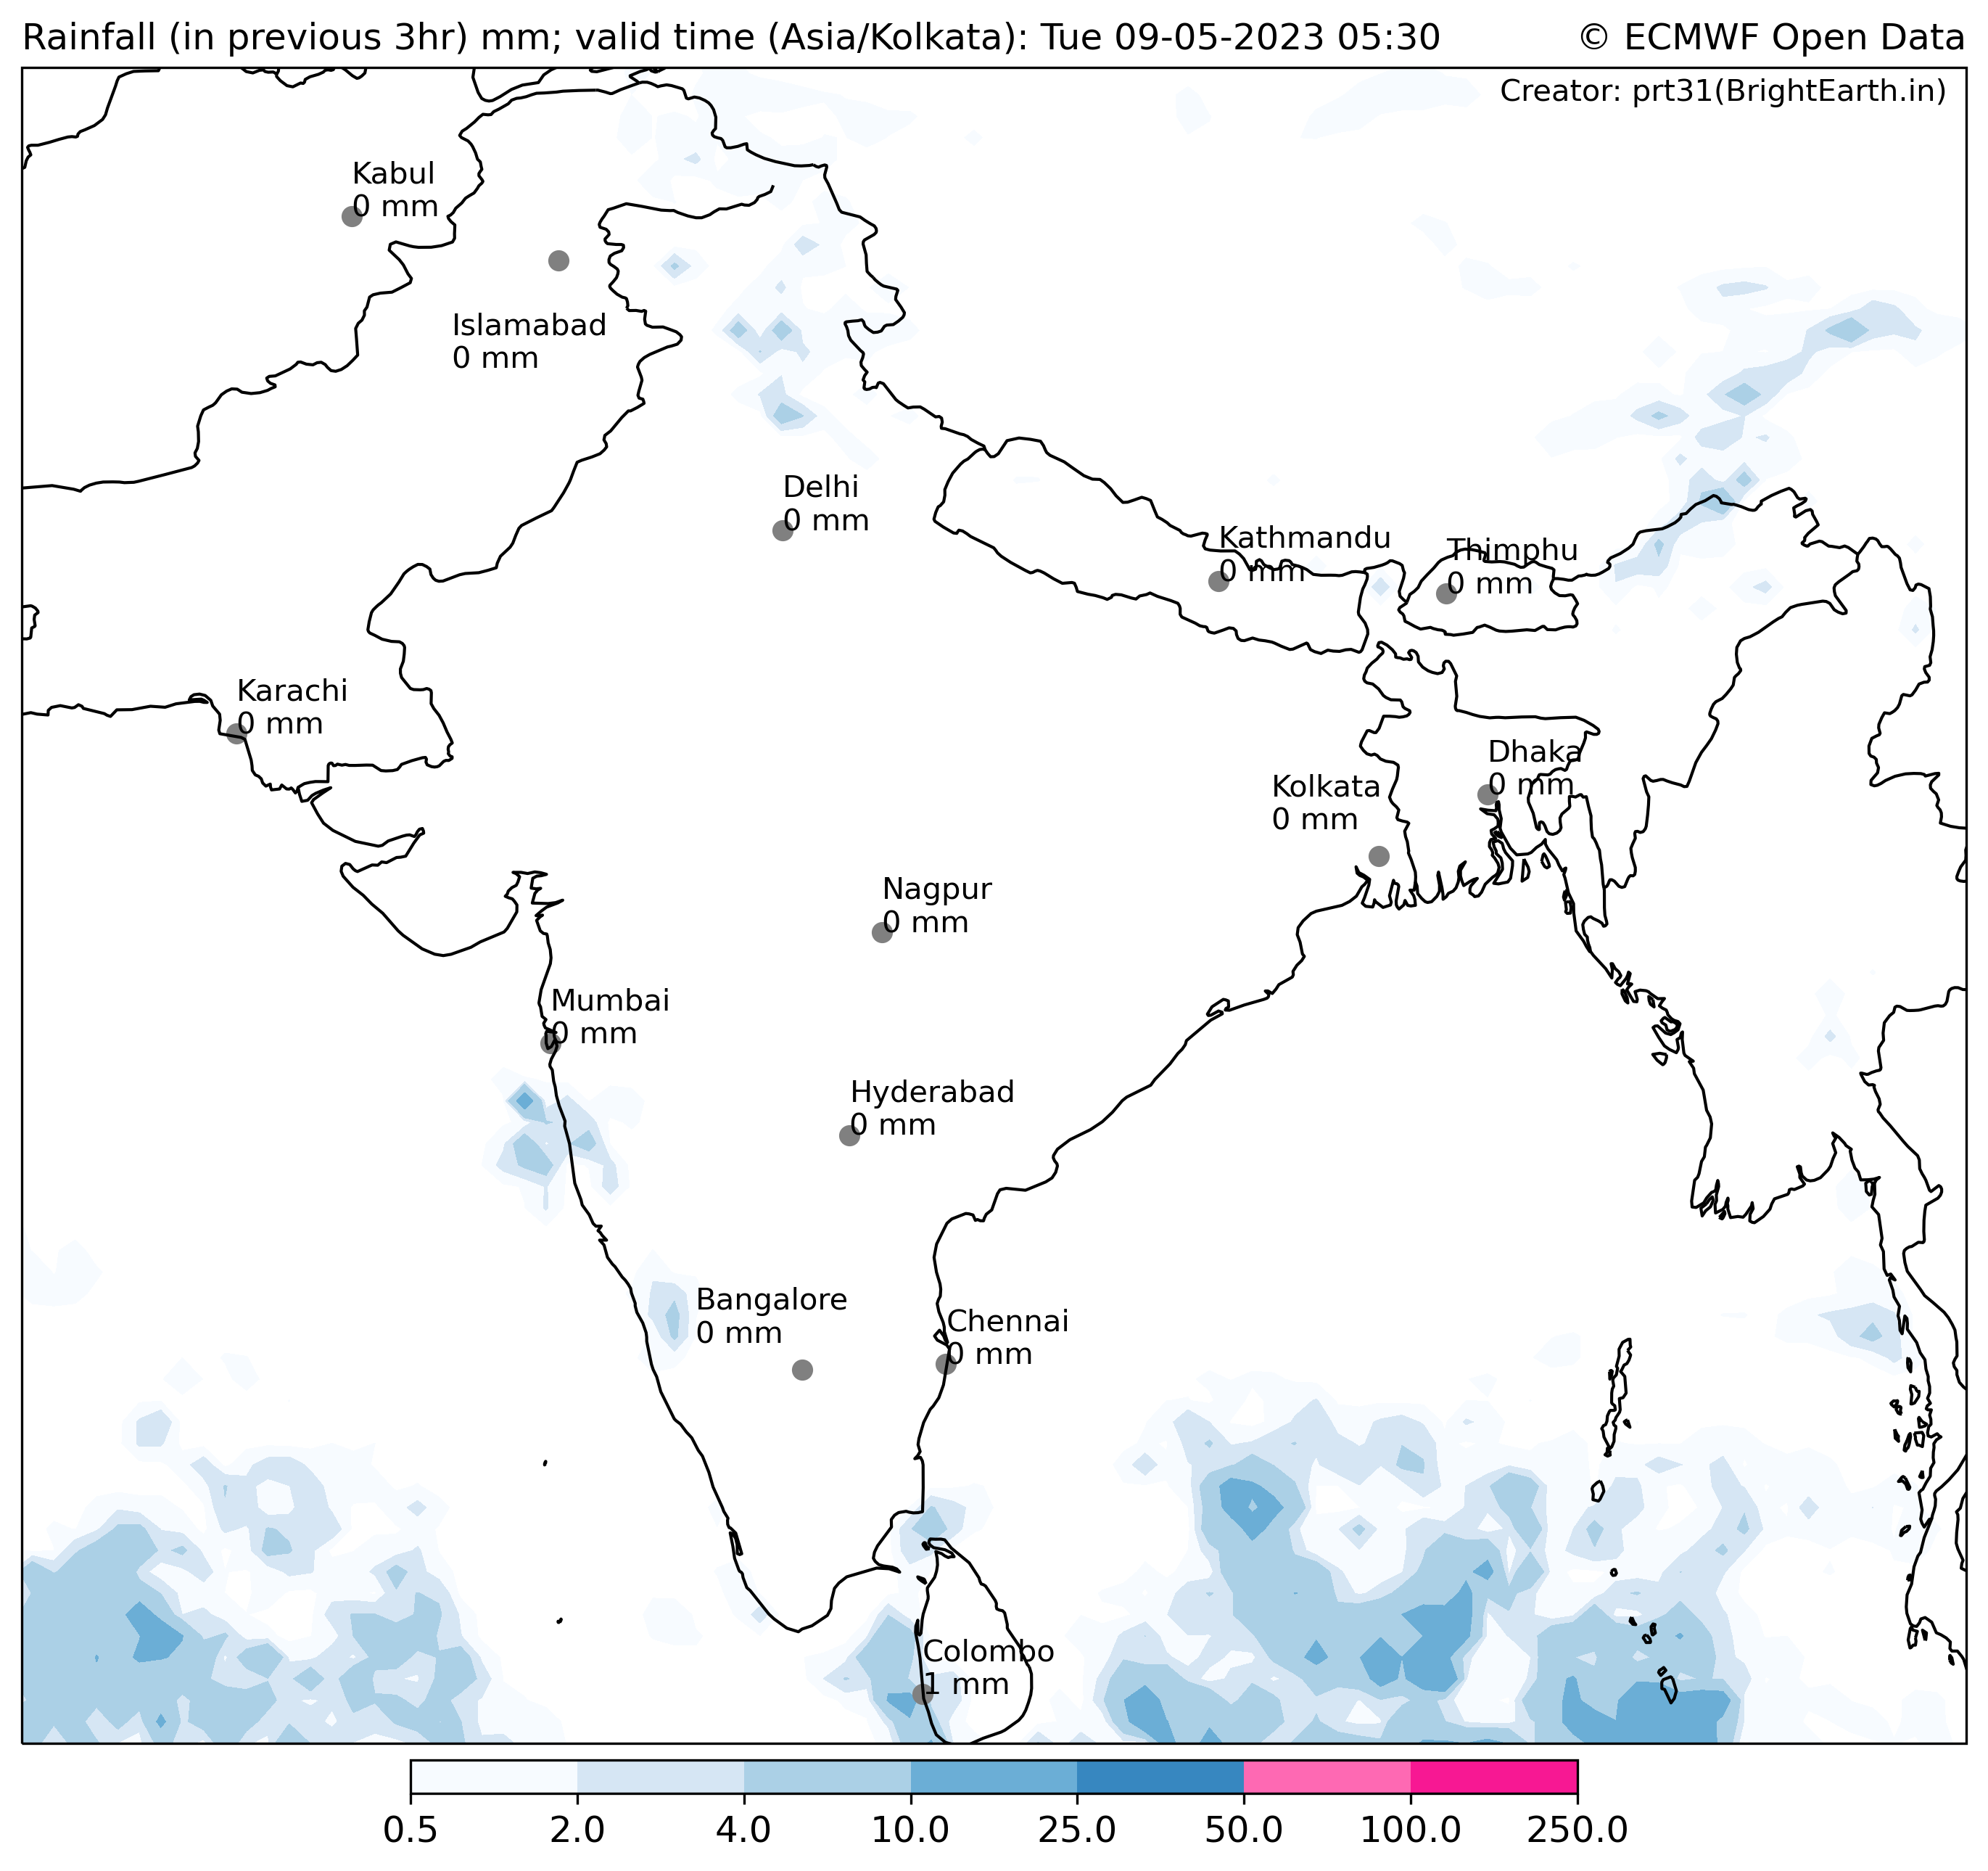 Rainfall (in previous 3hr) mm; valid time (Asia/Kolkata): Tue 09-05-2023 05:30
© ECMWF Open Data
Creator: prt31(BrightEarth.in)
Kabul
0 mm
Islamabad
0 mm
Delhi
0 mm
Kathmandu
0 mm
Thimphu
0 mm
Karachi
0 mm
Dhaka
0 mm
Kolkata
0 mm
Nagpur
0 mm
Mumbai
0 mm
Hyderabad
0 mm
Bangalore
0 mm
Chennai
0 mm
Colombo
1 mm
0.5 2.0 4.0 10.0 25.0 50.0 100.0 250.0